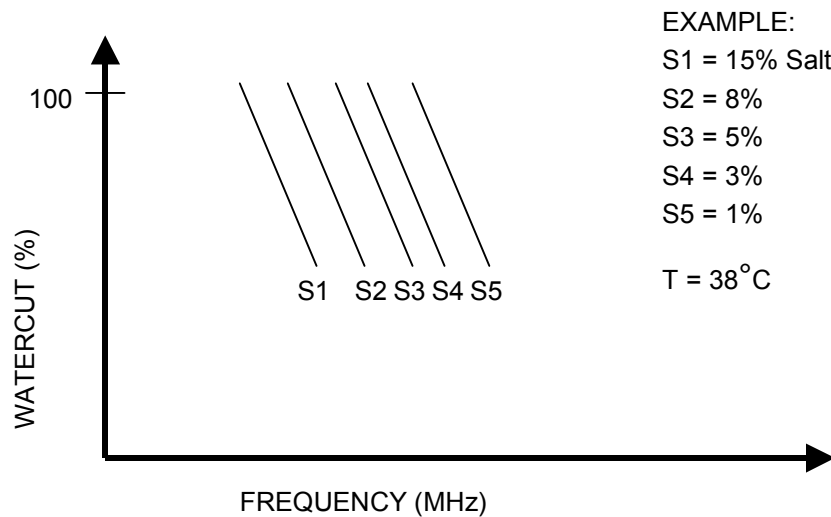 EXAMPLE:
S1 = 15% Salt
S2 = 8%
S3 = 5%
S4 = 3%
S5 = 1%
T = 38°C
100
WATERCUT (%)
S1 S2 S3 S4 S5
FREQUENCY (MHz)